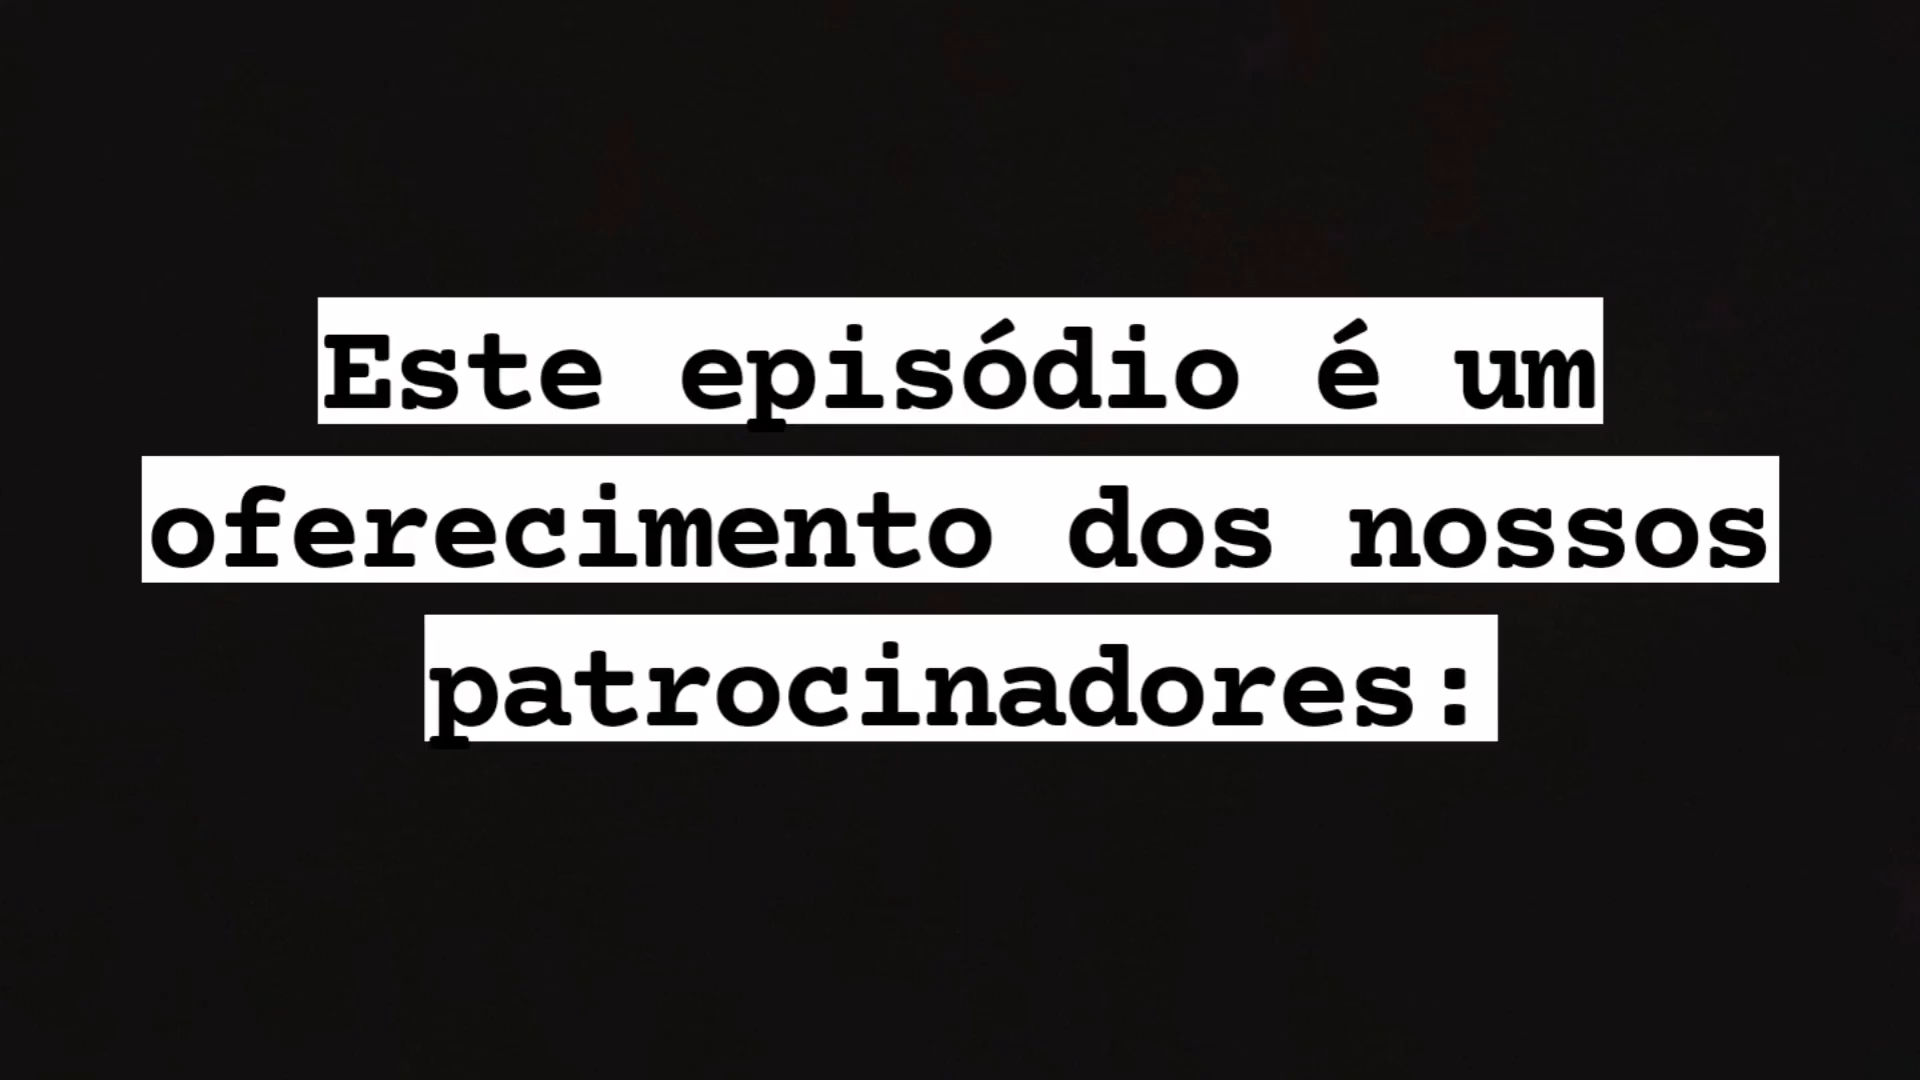 Este episódio é um
oferecimento dos nossos
patrocinadores: